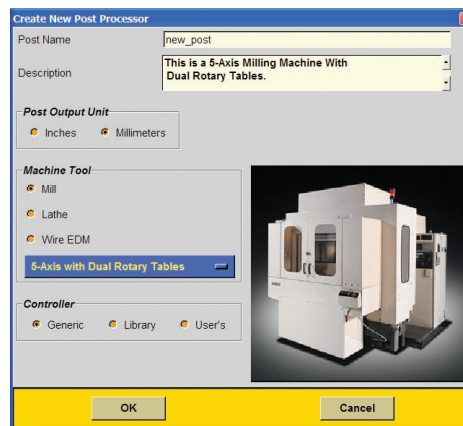 Create New Post Processor
Post Name
new_post
Description
This is a 5-Axis Milling Machine With
Dual Rotary Tables.
Post Output Unit
Inches
Millimeters
Machine Tool
Mill
Lathe
Wire EDM
5-Axis with Dual Rotary Tables
Controller
Generic
Library
User's
OK
Cancel